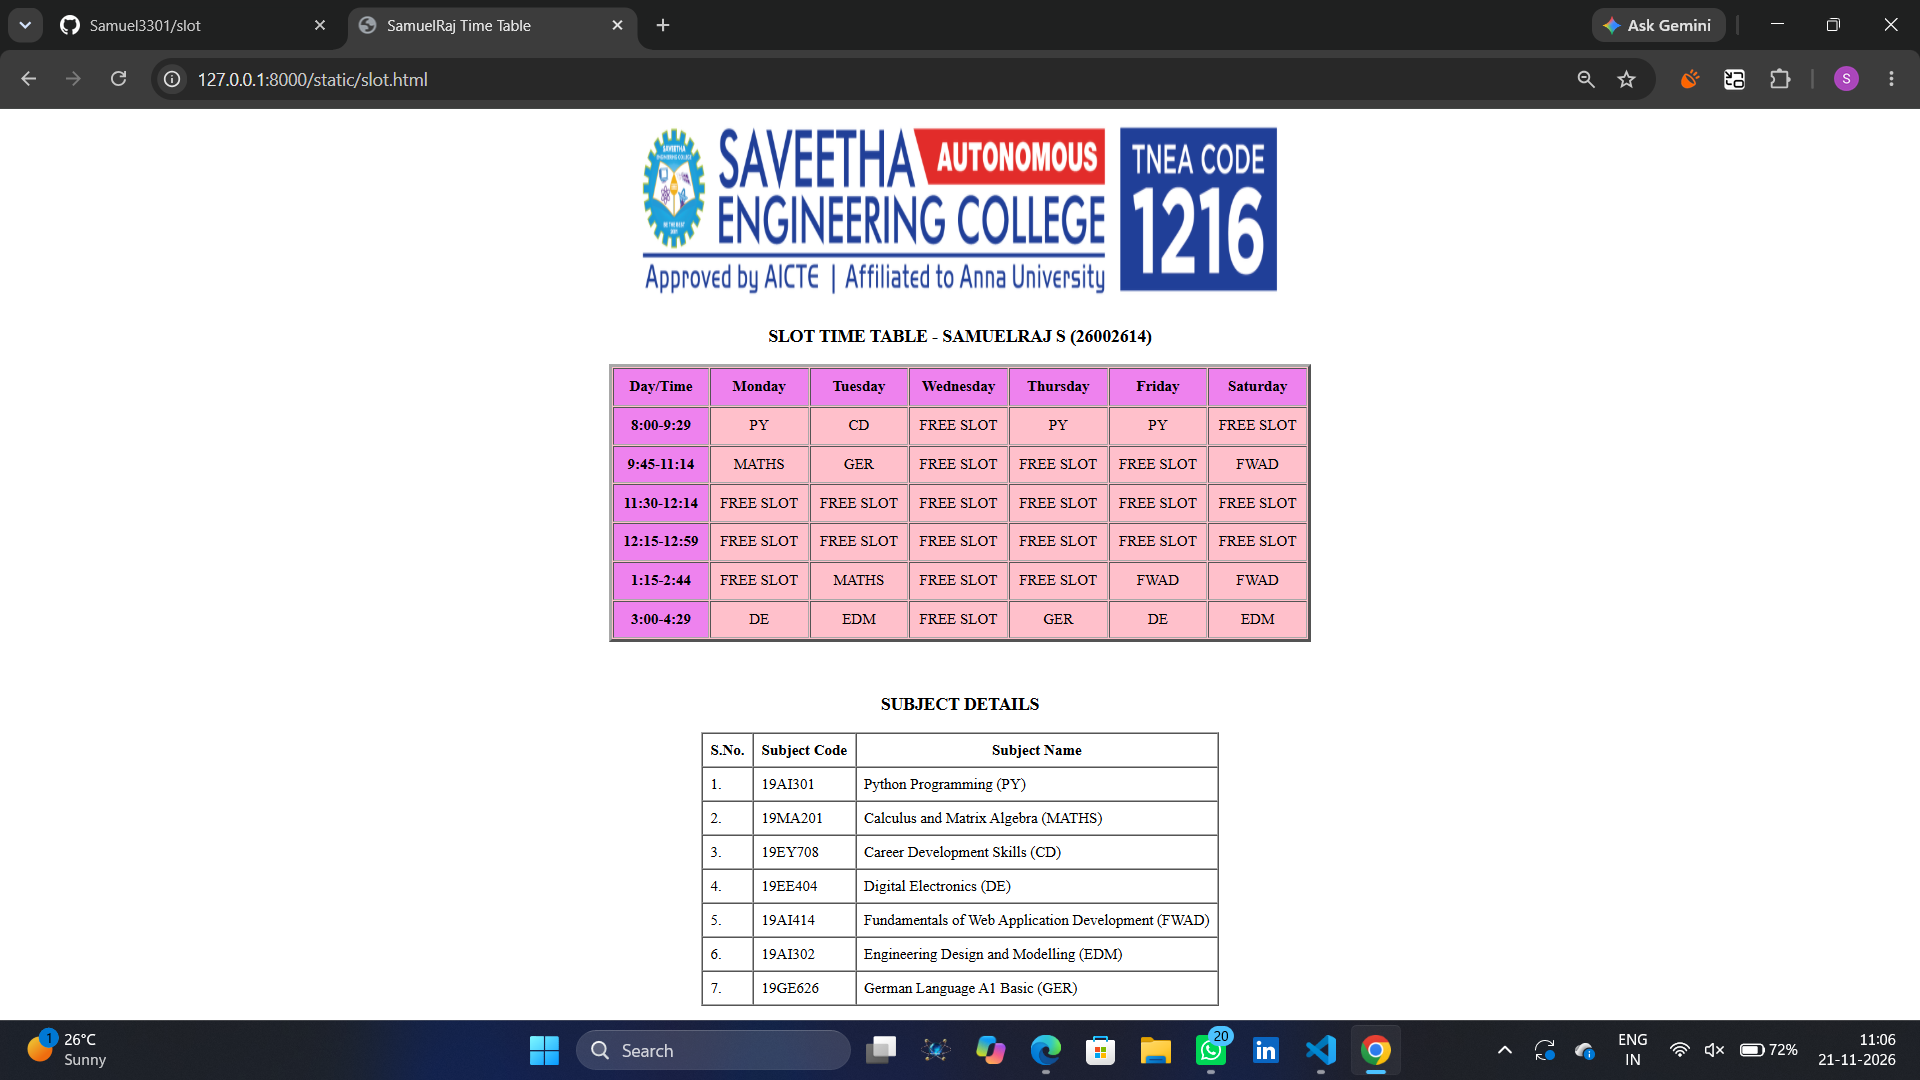 Samuel3301/slot
SamuelRaj Time Table
Ask Gemini
127.0.0.1:8000/static/slot.html
S
SAVEETHA AUTONOMOUS
ENGINEERING COLLEGE
Approved by AICTE | Affiliated to Anna University
TNEA CODE
1216
SLOT TIME TABLE - SAMUELRAJ S (26002614)
Day/Time Monday Tuesday Wednesday Thursday Friday Saturday
8:00-9:29 PY CD FREE SLOT PY PY FREE SLOT
9:45-11:14 MATHS GER FREE SLOT FREE SLOT FREE SLOT FWAD
11:30-12:14 FREE SLOT FREE SLOT FREE SLOT FREE SLOT FREE SLOT FREE SLOT
12:15-12:59 FREE SLOT FREE SLOT FREE SLOT FREE SLOT FREE SLOT FREE SLOT
1:15-2:44 FREE SLOT MATHS FREE SLOT FREE SLOT FWAD FWAD
3:00-4:29 DE EDM FREE SLOT GER DE EDM
SUBJECT DETAILS
S.No. Subject Code Subject Name
1. 19AI301 Python Programming (PY)
2. 19MA201 Calculus and Matrix Algebra (MATHS)
3. 19EY708 Career Development Skills (CD)
4. 19EE404 Digital Electronics (DE)
5. 19AI414 Fundamentals of Web Application Development (FWAD)
6. 19AI302 Engineering Design and Modelling (EDM)
7. 19GE626 German Language A1 Basic (GER)
1
26°C
Sunny
Search
20
in
ENG
IN
72%
11:06
21-11-2026